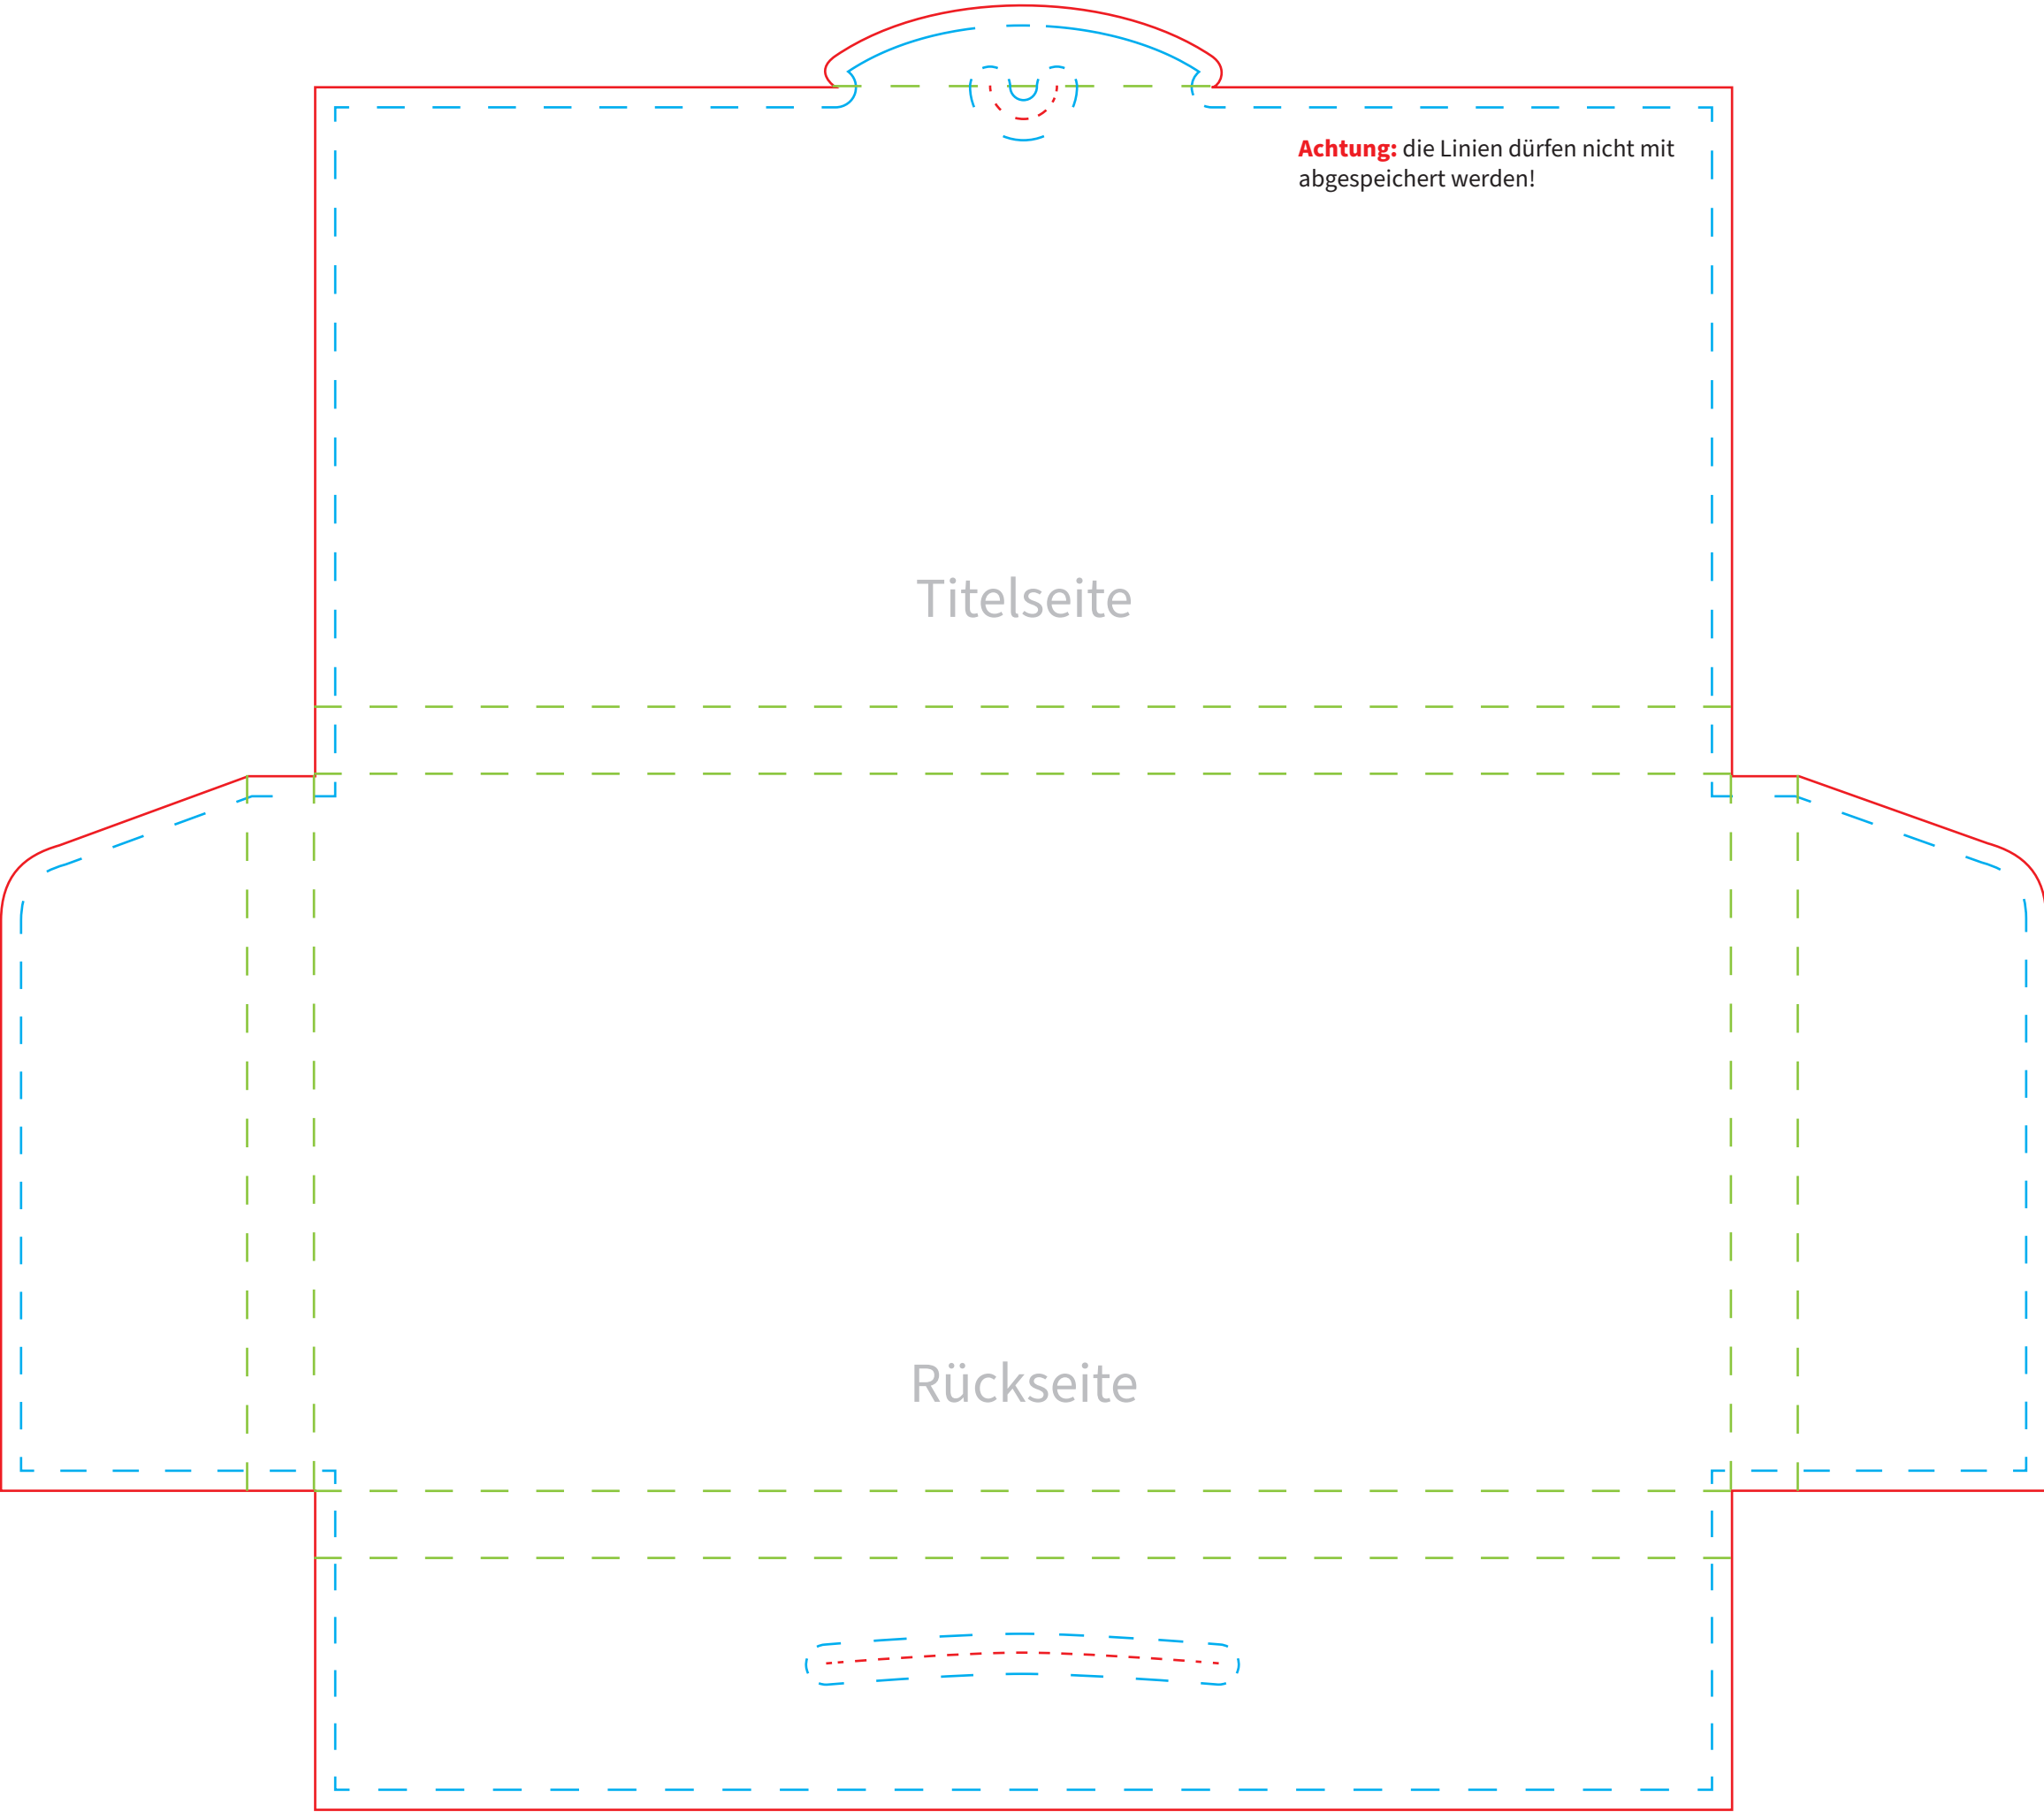 Achtung: die Linien dürfen nicht mit
abgespeichert werden!
Titelseite
Rückseite